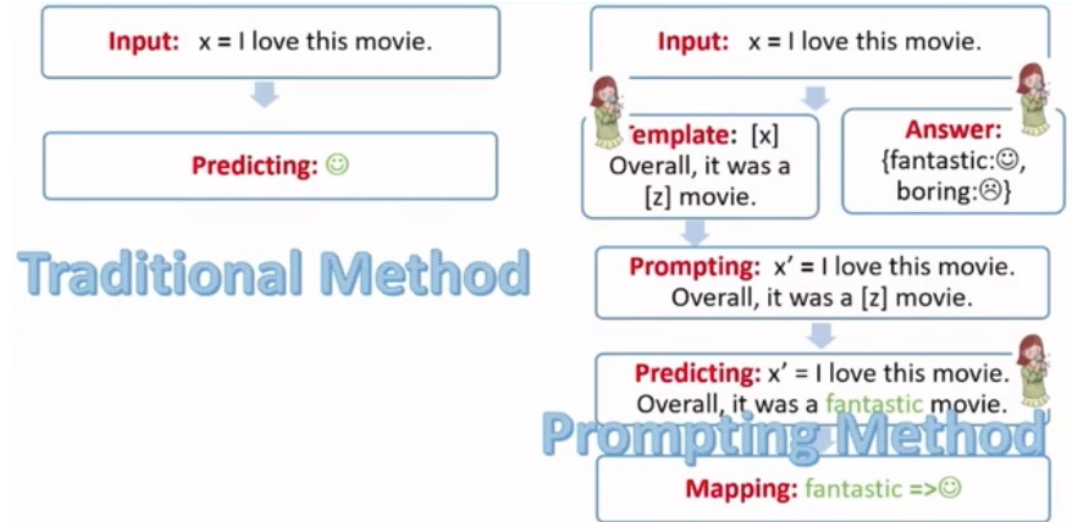 Input: x = I love this movie.
Predicting: ☺
Traditional Method
Input: x = I love this movie.
Template: [x]
Overall, it was a
[z] movie.
Answer:
{fantastic:☺,
boring:☹}
Prompting: x′ = I love this movie.
Overall, it was a [z] movie.
Predicting: x′ = I love this movie.
Overall, it was a fantastic movie.
Prompting Method
Mapping: fantastic =>☺